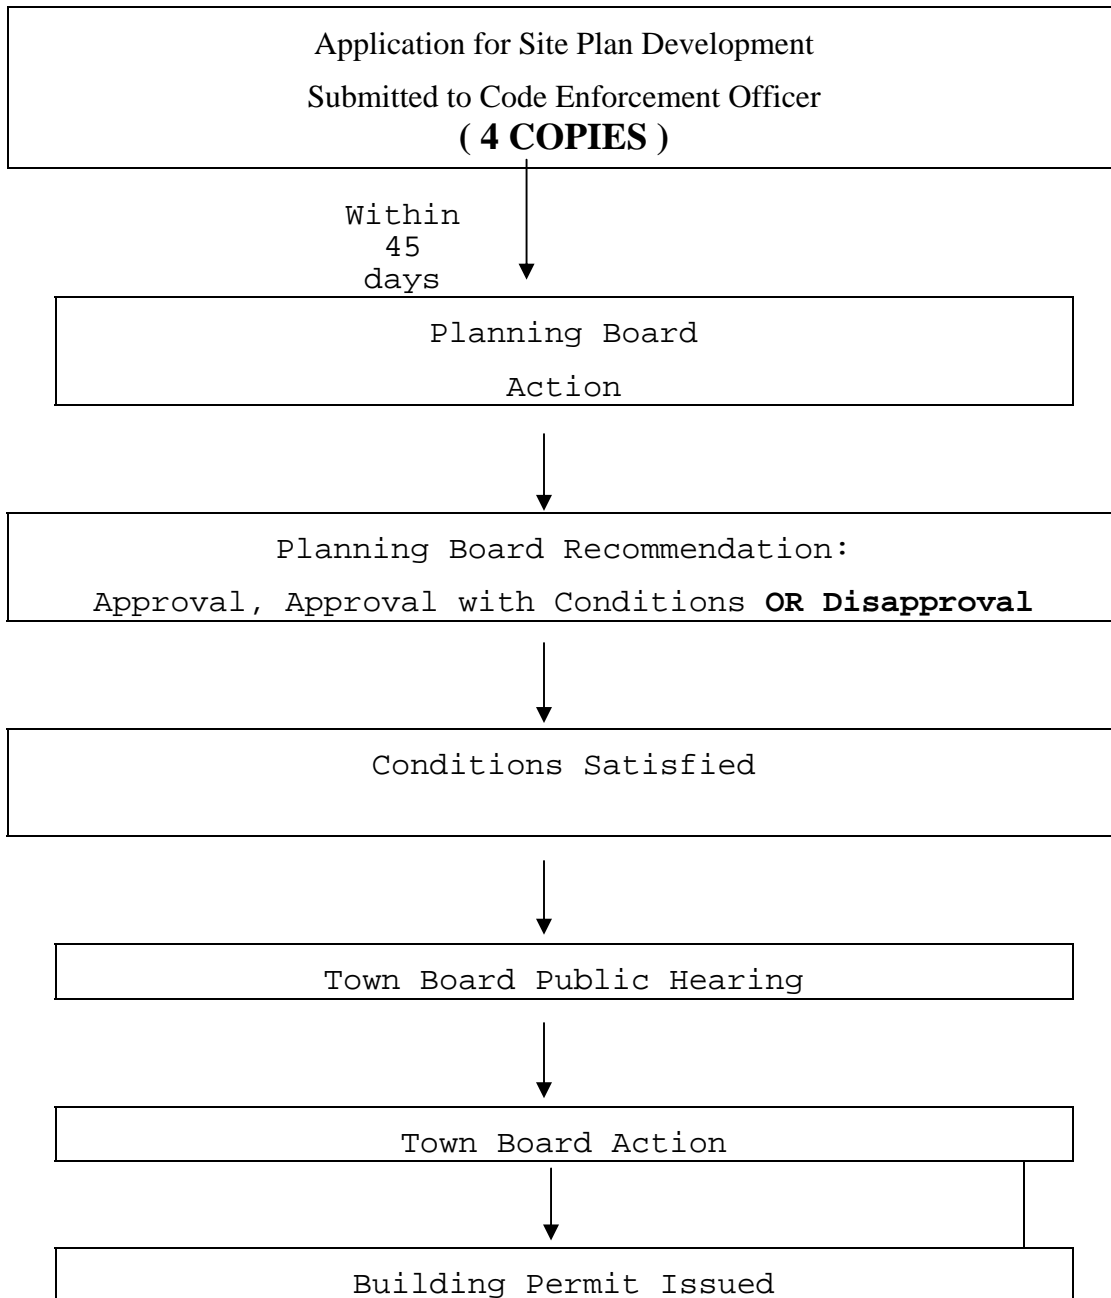 Application for Site Plan Development
Submitted to Code Enforcement Officer
( 4 COPIES )
Within
45
days
Planning Board
Action
Planning Board Recommendation:
Approval, Approval with Conditions OR Disapproval
Conditions Satisfied
Town Board Public Hearing
Town Board Action
Building Permit Issued